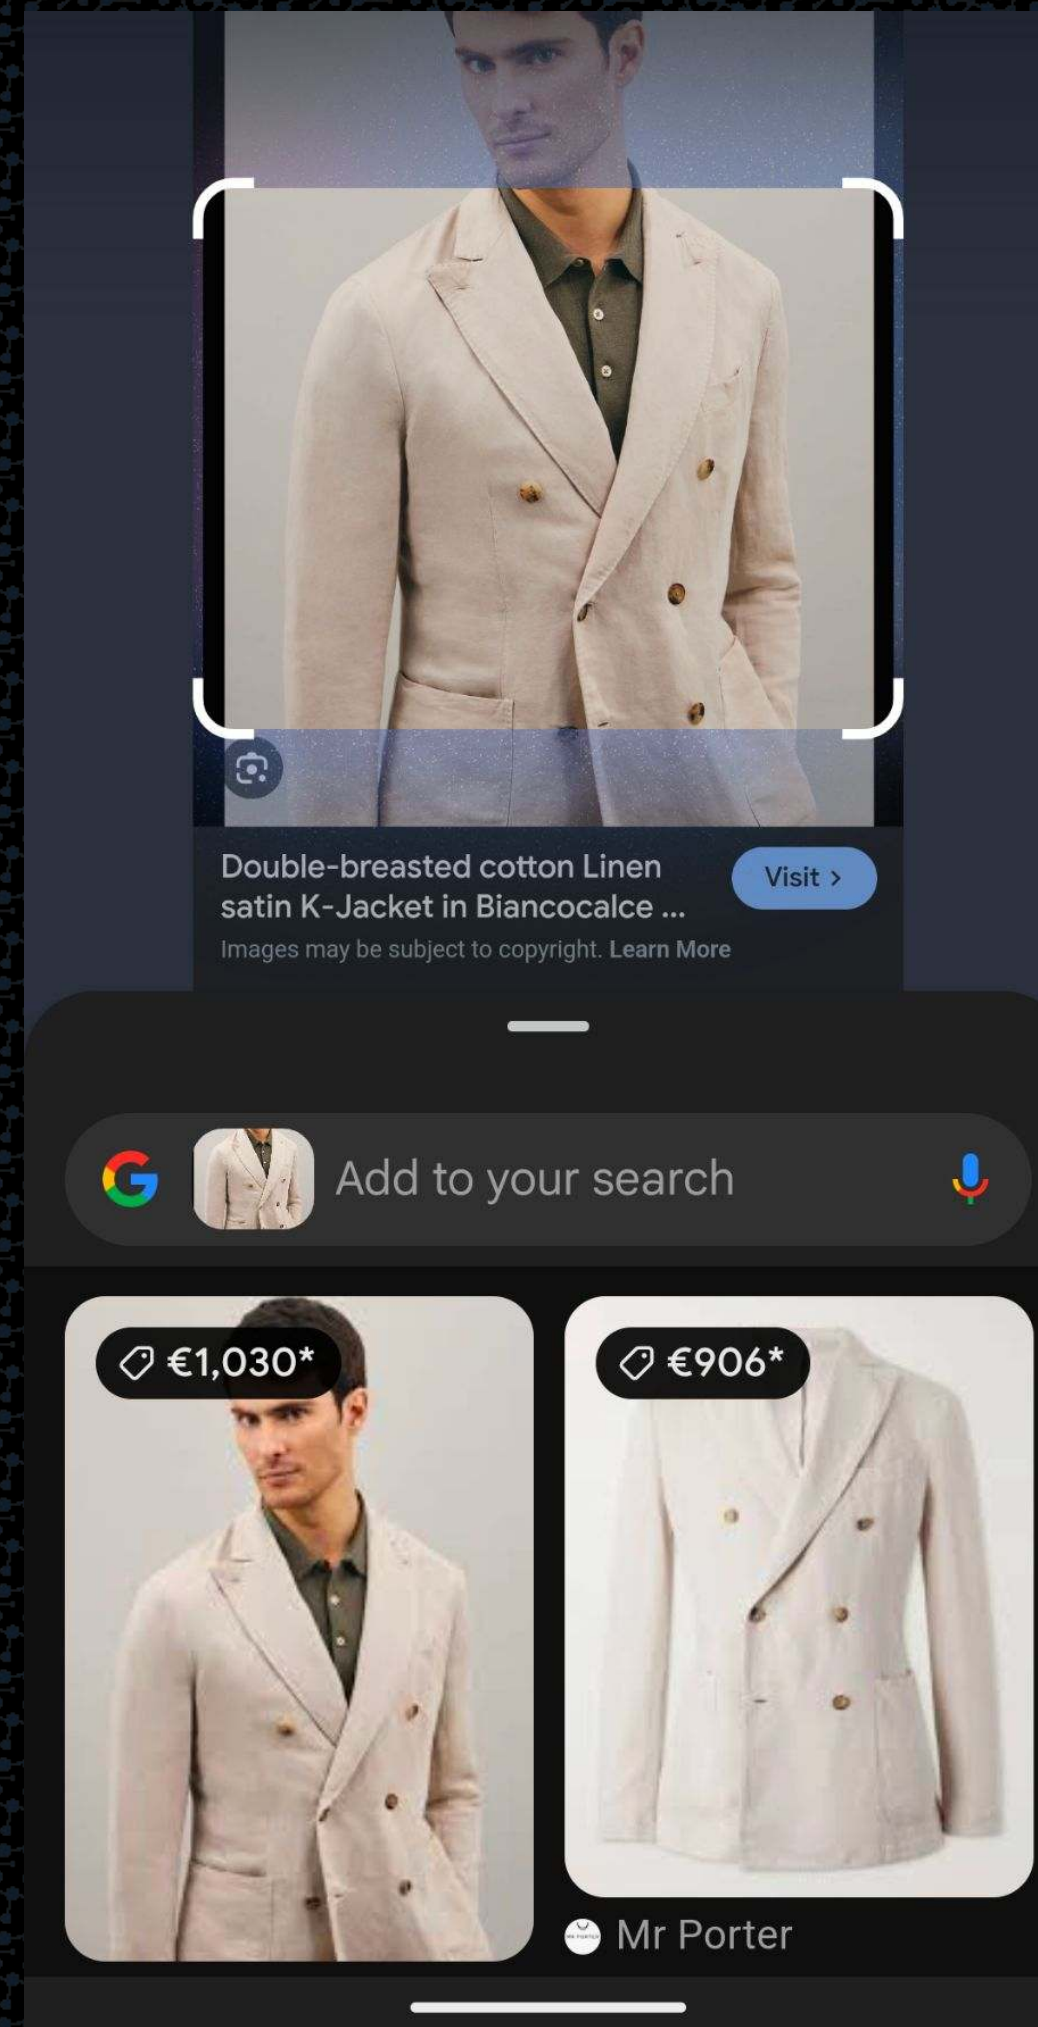 Double-breasted cotton Linen
satin K-Jacket in Biancocalce ...
Visit >
Images may be subject to copyright. Learn More
Add to your search
€1,030*
€906*
Mr Porter